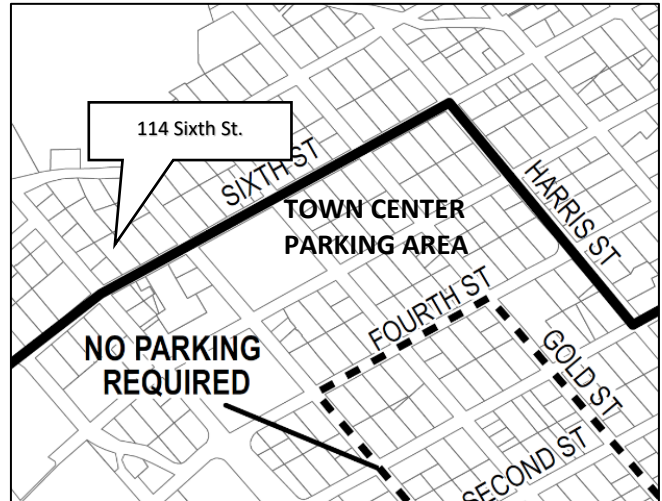 114 Sixth St.
SIXTH ST
TOWN CENTER
PARKING AREA
HARRIS ST
FOURTH ST
NO PARKING
REQUIRED
GOLD ST
SECOND ST